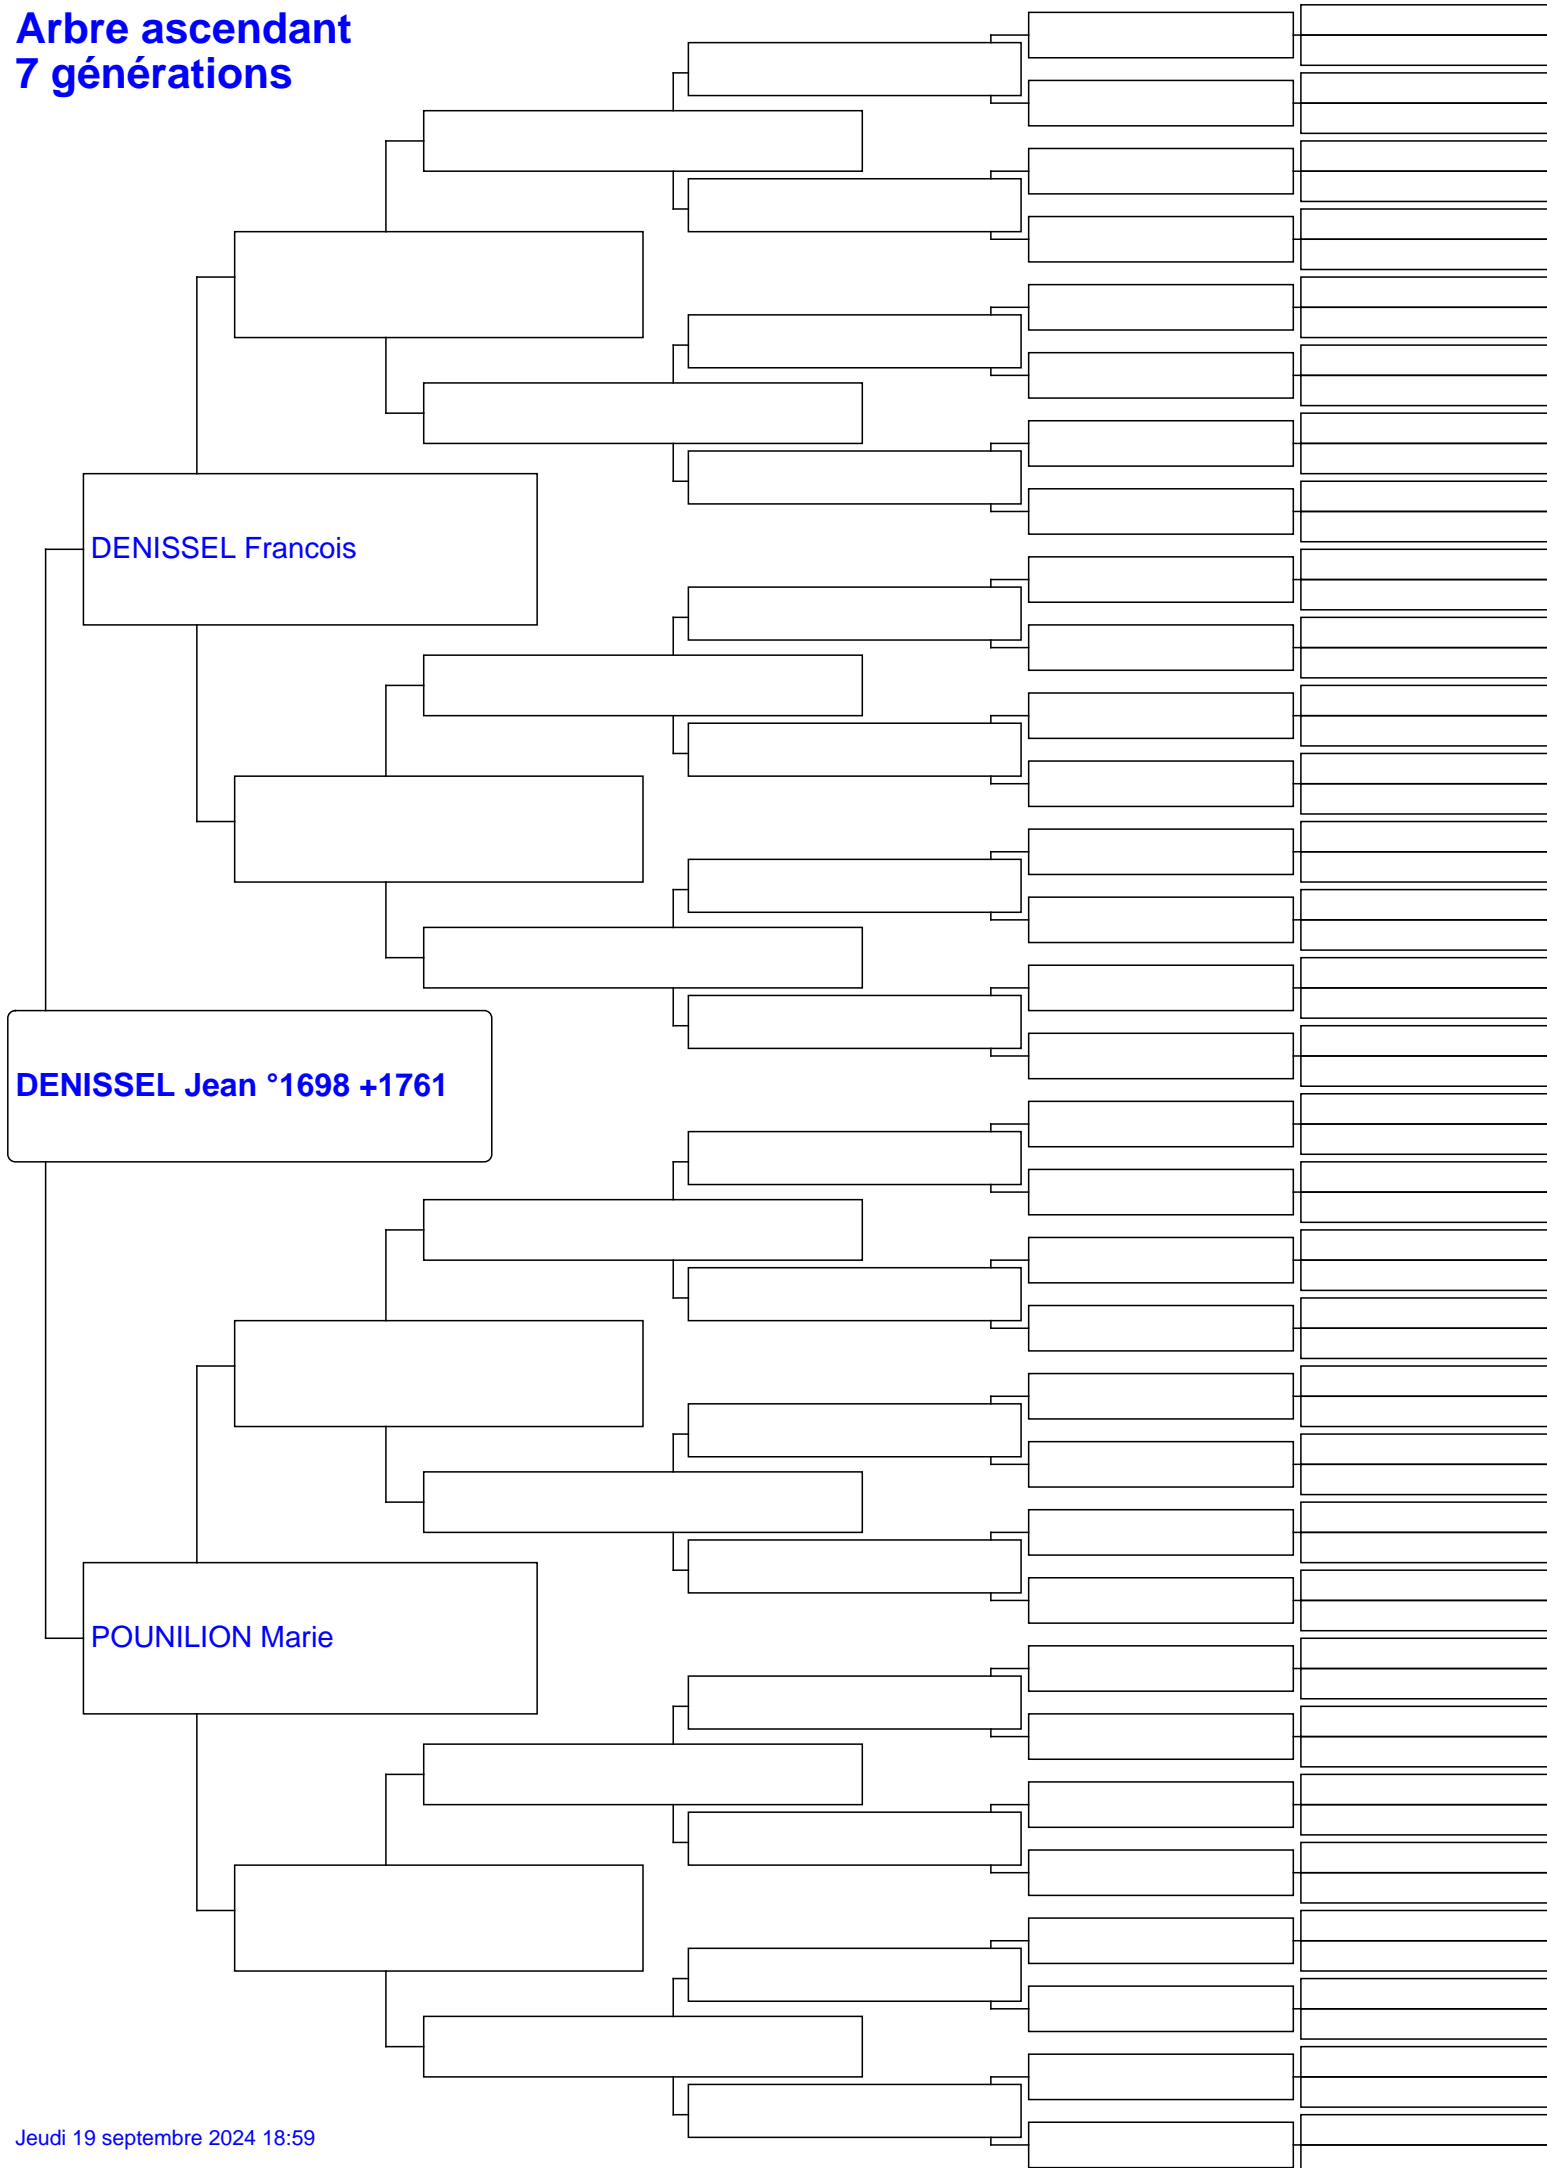 Arbre ascendant
7 générations
DENISSEL Francois
DENISSEL Jean °1698 +1761
POUNILION Marie
Jeudi 19 septembre 2024 18:59